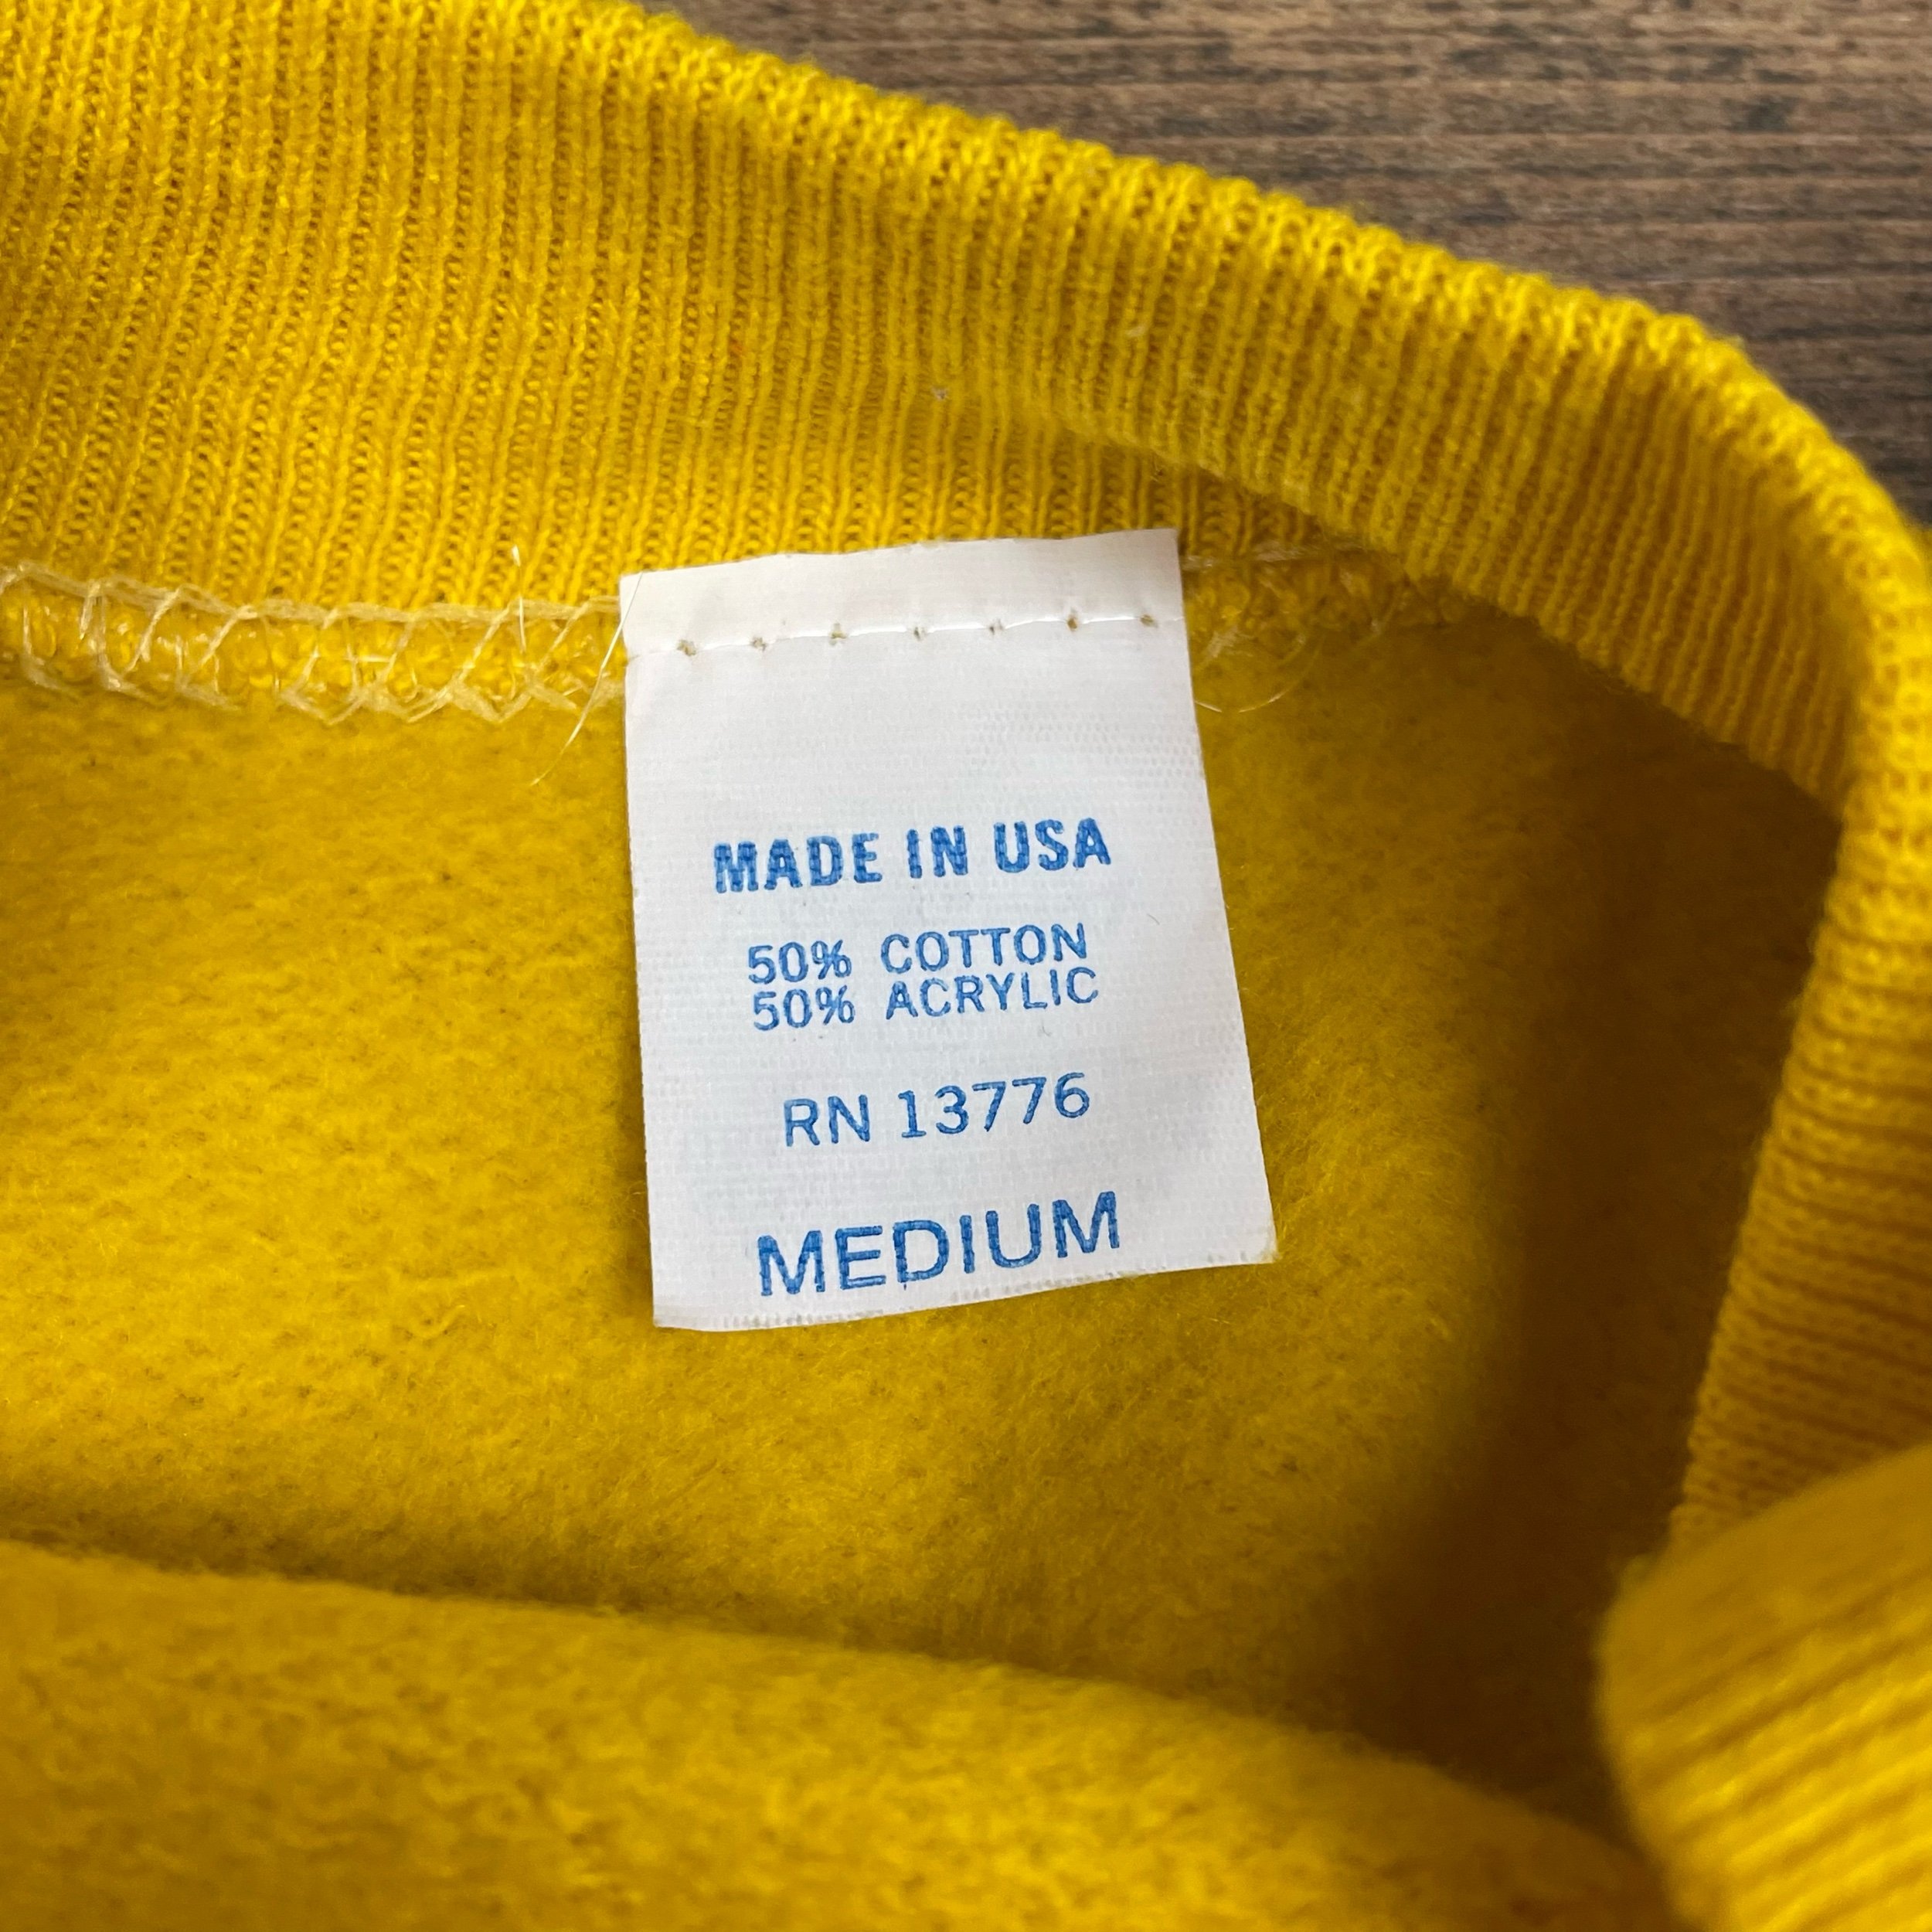 MADE IN USA
50% COTTON
50% ACRYLIC
RN 13776
MEDIUM